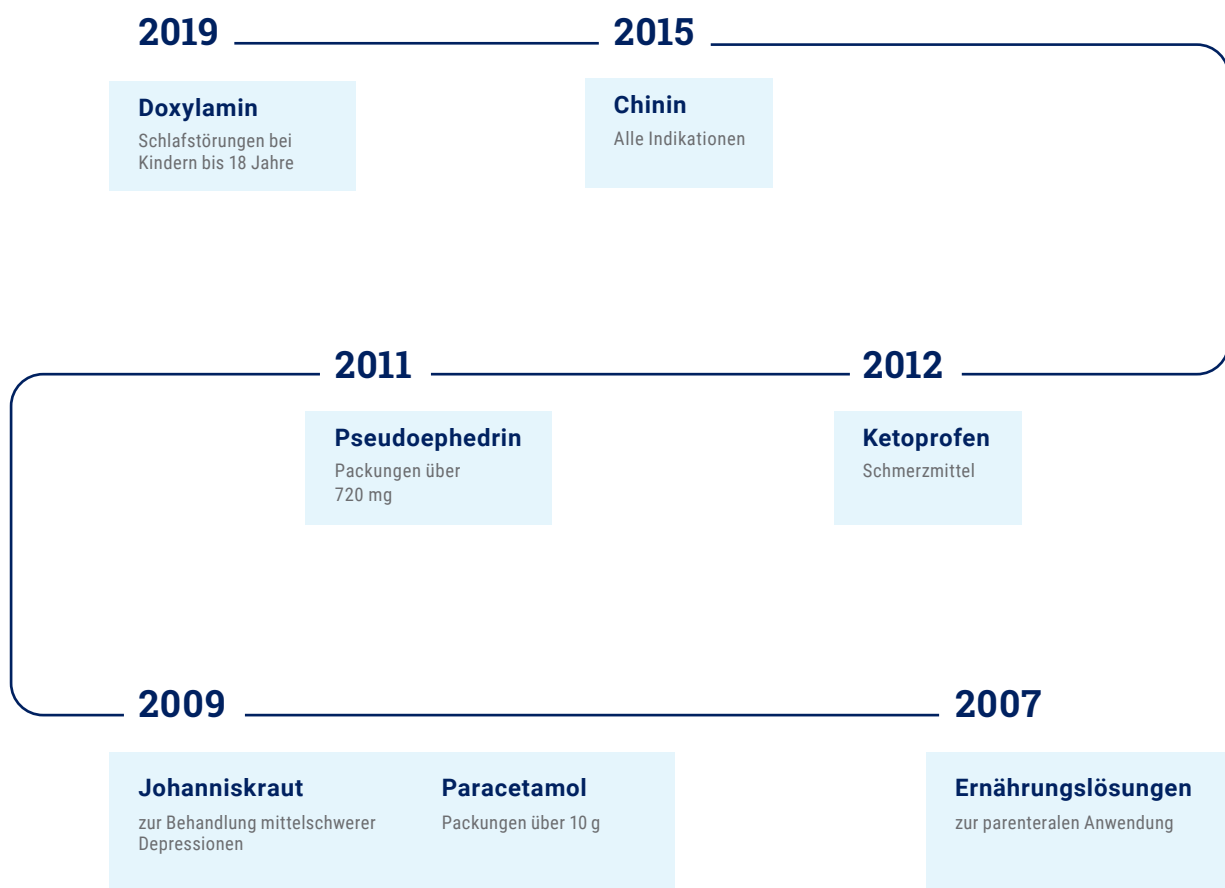 2019
Doxylamin
Schlafstörungen bei
Kindern bis 18 Jahre
2015
Chinin
Alle Indikationen
2012
Ketoprofen
Schmerzmittel
2011
Pseudoephedrin
Packungen über
720 mg
2009
Johanniskraut
zur Behandlung mittelschwerer
Depressionen
Paracetamol
Packungen über 10 g
2007
Ernährungslösungen
zur parenteralen Anwendung